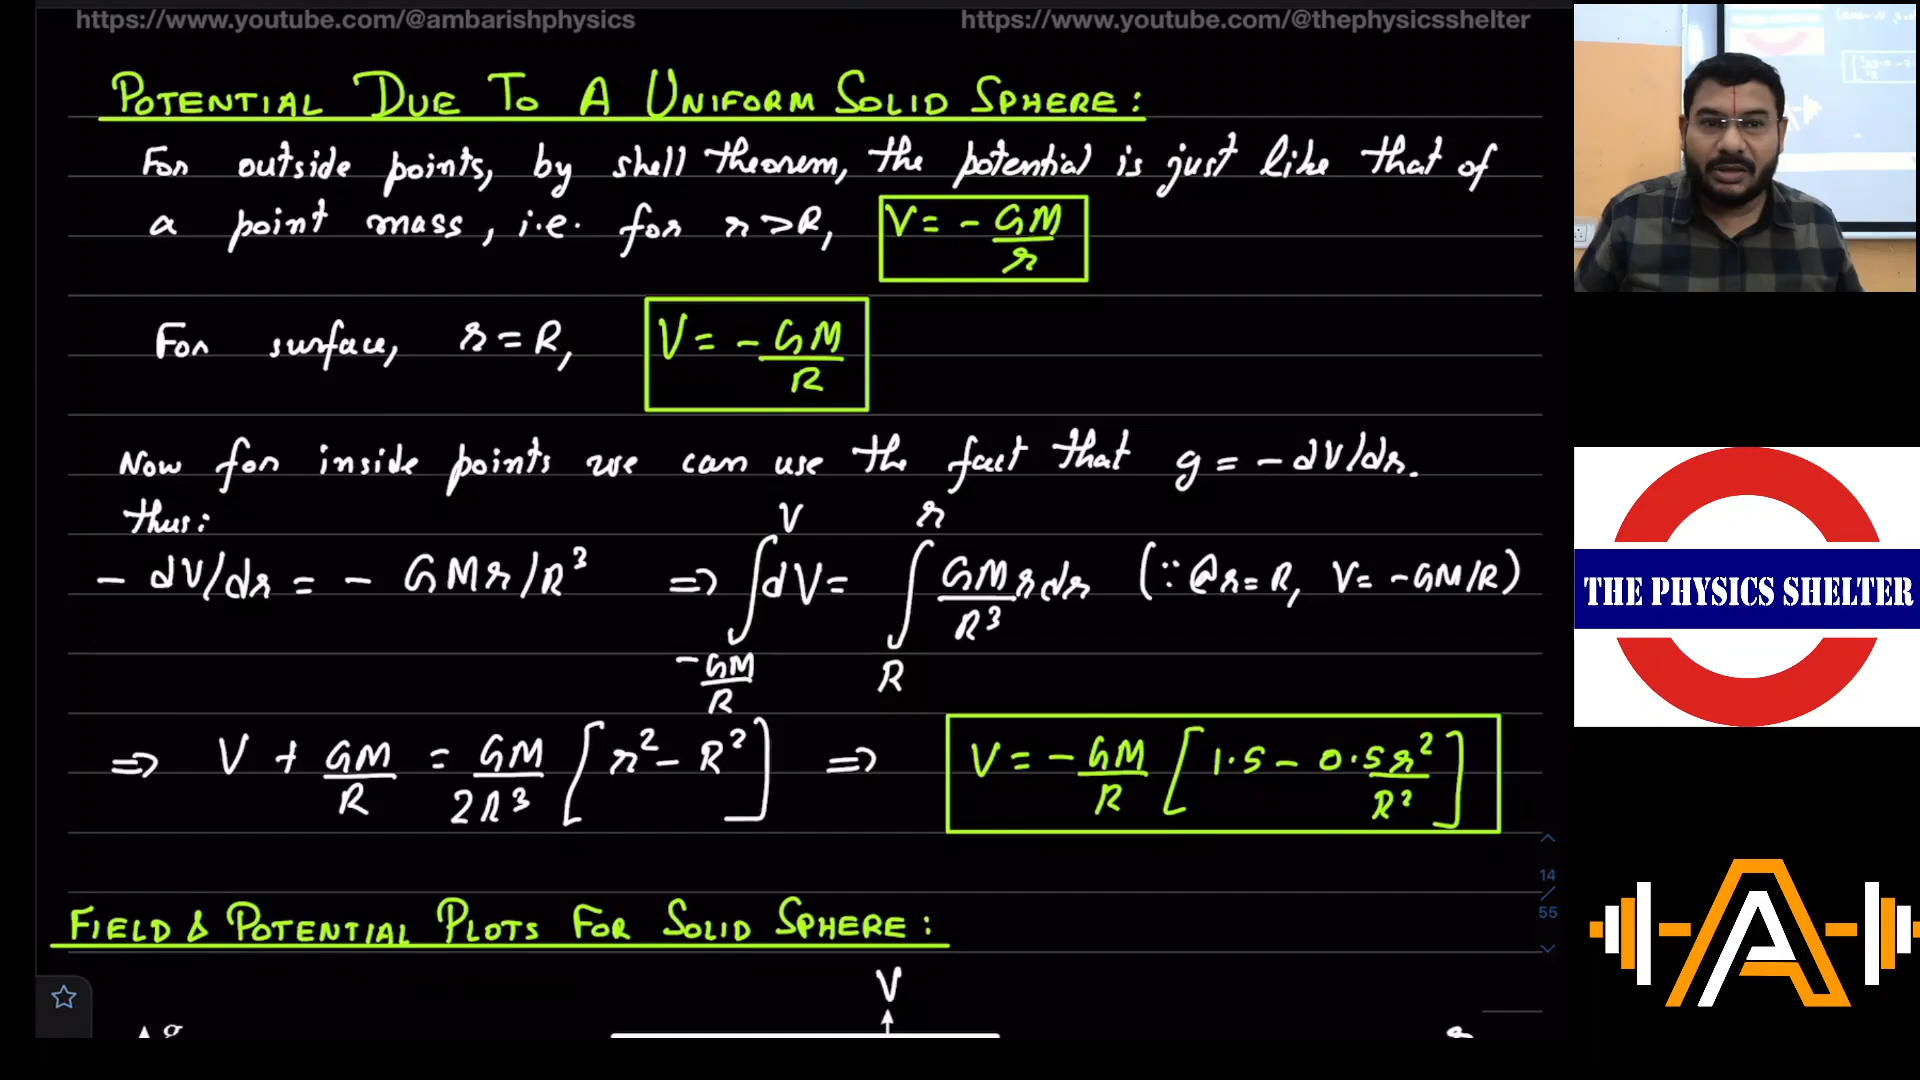 https://www.youtube.com/@ambarishphysics https://www.youtube.com/@thephysicsshelter
POTENTIAL DUE TO A UNIFORM SOLID SPHERE:
For outside points, by shell theorem, the potential is just like that of
a point mass, i.e. for r>R, V = - GM/r
For surface, r = R, V = - GM/R
Now for inside points we can use the fact that g = - dV/dr.
thus:
- dV/dr = - GMr/R³ => ∫_{-GM/R}^{V} dV = ∫_{R}^{r} GM/R³ r dr (∵ @ r = R, V = -GM/R)
=> V + GM/R = GM/2R³ [r² - R²] => V = - GM/R [1.5 - 0.5r²/R²]
14
55
FIELD & POTENTIAL PLOTS FOR SOLID SPHERE:
V
g
THE PHYSICS SHELTER
A